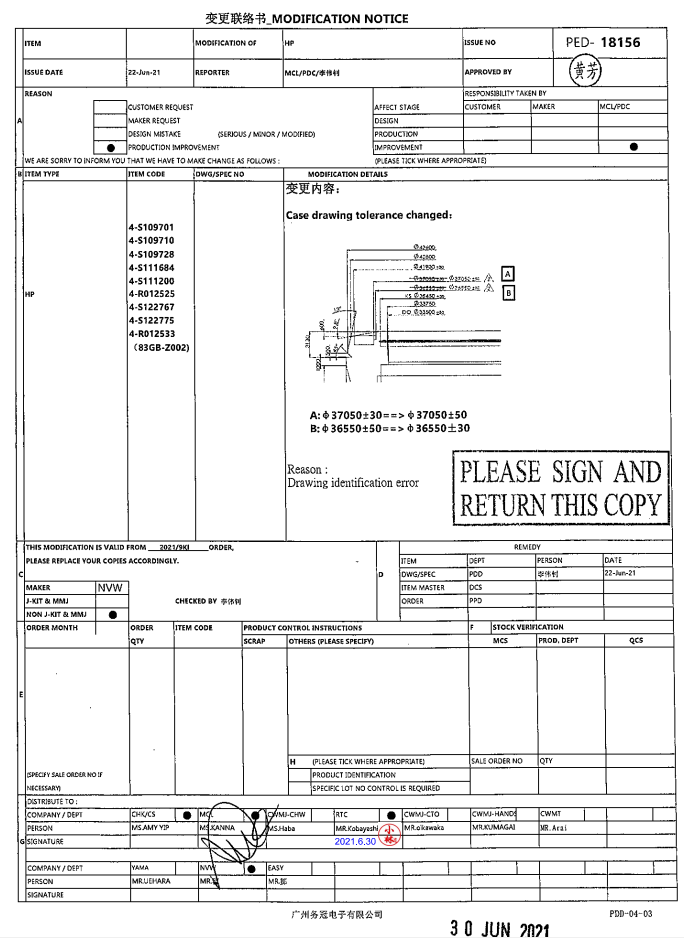 变更联络书_MODIFICATION NOTICE
ITEM MODIFICATION OF HP ISSUE NO PED- 18156
ISSUE DATE 22-Jun-21 REPORTER MCL/PDC/李伟钊 APPROVED BY 黄芳
REASON RESPONSIBILITY TAKEN BY
A CUSTOMER REQUEST AFFECT STAGE CUSTOMER MAKER MCL/PDC
MAKER REQUEST DESIGN
DESIGN MISTAKE (SERIOUS / MINOR / MODIFIED) PRODUCTION
PRODUCTION IMPROVEMENT IMPROVEMENT
WE ARE SORRY TO INFORM YOU THAT WE HAVE TO MAKE CHANGE AS FOLLOWS : (PLEASE TICK WHERE APPROPRIATE)
B ITEM TYPE ITEM CODE DWG/SPEC NO MODIFICATION DETAILS
变更内容:
Case drawing tolerance changed:
4-S109701
4-S109710
4-S109728
4-S111684
4-S111200
HP 4-R012525
4-S122767
4-S122775
4-R012533
(83GB-Z002)
A
B
A: Φ37050±30==> Φ37050±50
B: Φ36550±50==> Φ36550±30
Reason :
Drawing identification error
PLEASE SIGN AND
RETURN THIS COPY
THIS MODIFICATION IS VALID FROM 2021/9KI ORDER, REMEDY
PLEASE REPLACE YOUR COPIES ACCORDINGLY. D ITEM DEPT PERSON DATE
C DWG/SPEC PDD 李伟钊 22-Jun-21
MAKER NVW ITEM MASTER DCS
J-KIT & MMJ CHECKED BY 李伟钊 ORDER PPD
NON J-KIT & MMJ
ORDER MONTH ORDER ITEM CODE PRODUCT CONTROL INSTRUCTIONS F STOCK VERIFICATION
QTY SCRAP OTHERS (PLEASE SPECIFY) MCS PROD. DEPT QCS
E
H (PLEASE TICK WHERE APPROPRIATE) SALE ORDER NO QTY
(SPECIFY SALE ORDER NO IF PRODUCT IDENTIFICATION
NECESSARY) SPECIFIC LOT NO CONTROL IS REQUIRED
DISTRIBUTE TO :
COMPANY / DEPT CHK/CS CWMJ-CHW RTC CWMJ-CTO CWMJ-HANDS CWMT
PERSON MS.AMY YIP MS.KANNA MS.Haba MR.Kobayashi MR.oikawaka MR.KUMAGAI MR.Arai
G SIGNATURE 2021.6.30
COMPANY / DEPT YAMA NVW EASY
PERSON MR.UEHARA
SIGNATURE
广州务冠电子有限公司 PDD-04-03
30 JUN 2021